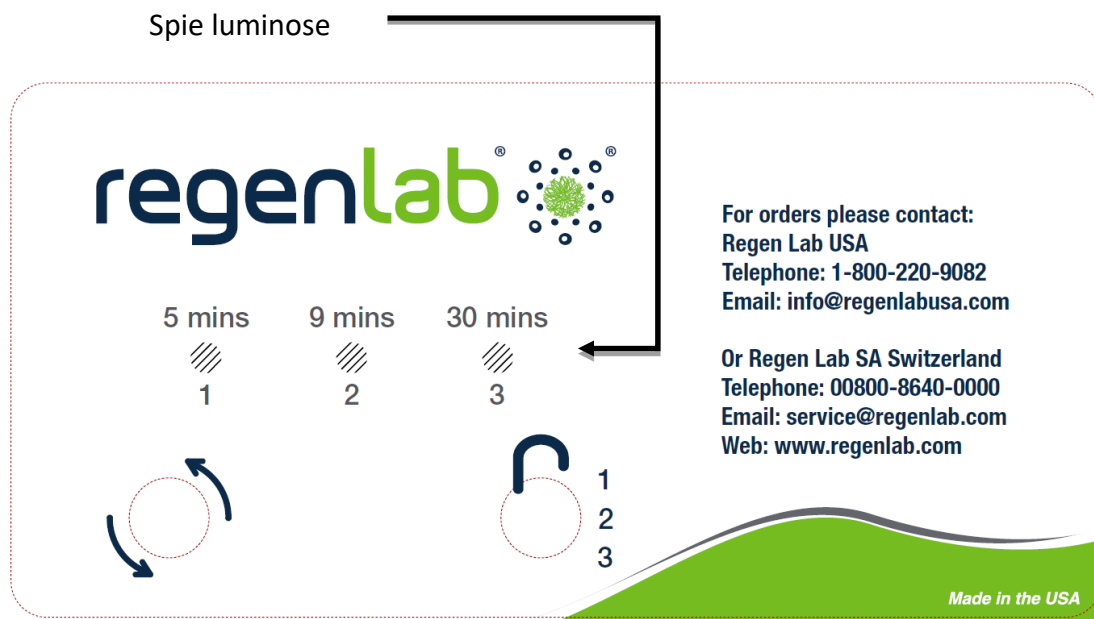 Spie luminose
regenlab® ®
5 mins 9 mins 30 mins
1 2 3
1
2
3
For orders please contact:
Regen Lab USA
Telephone: 1-800-220-9082
Email: info@regenlabusa.com
Or Regen Lab SA Switzerland
Telephone: 00800-8640-0000
Email: service@regenlab.com
Web: www.regenlab.com
Made in the USA